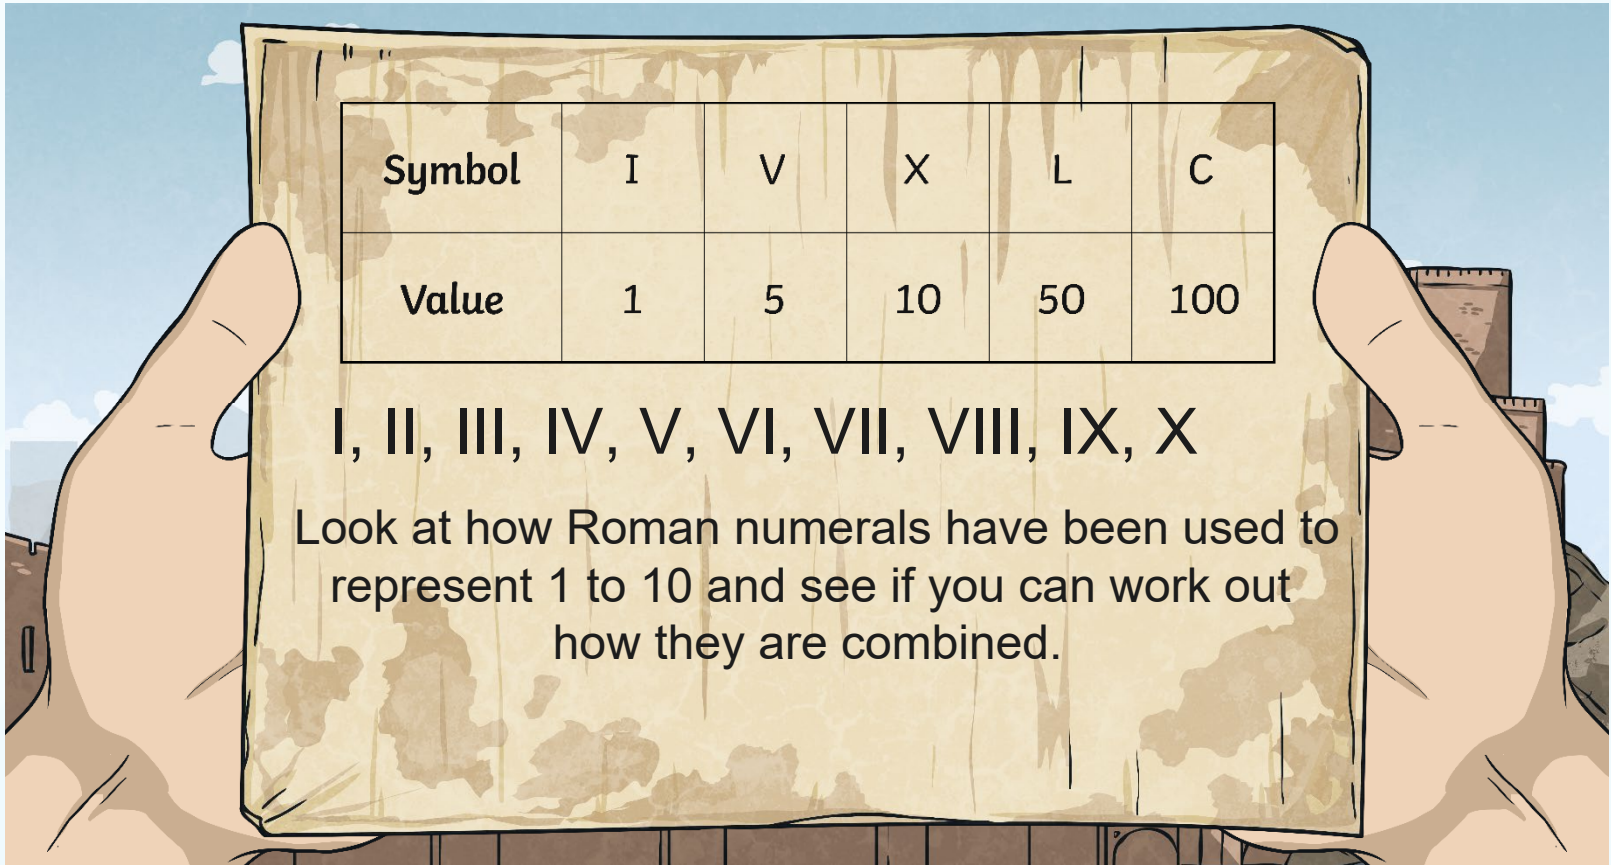 Symbol I V X L C
Value 1 5 10 50 100
I, II, III, IV, V, VI, VII, VIII, IX, X
Look at how Roman numerals have been used to
represent 1 to 10 and see if you can work out
how they are combined.